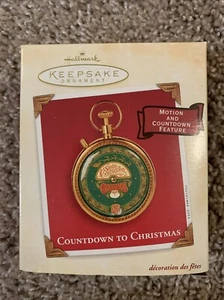 Hallmark
KEEPSAKE
ORNAMENT
MOTION
AND
COUNTDOWN
FEATURE
COUNTDOWN TO CHRISTMAS
décoration des fêtes